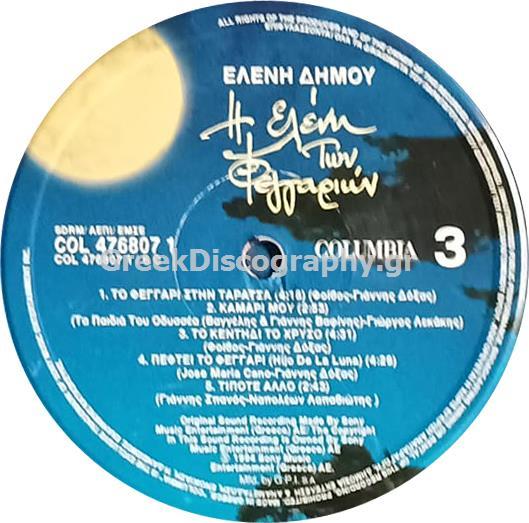 ALL RIGHTS OF THE PRODUCER AND OF THE OWNER OF THE
ΕΛΕΝΗ ΔΗΜΟΥ
Η Ελένη
Των
Φεγγαριών
SDRM/ ΑΕΠΙ/ ΕΜΣΕ
COL 476807 1
COL 476
COLUMBIA 3
GreekDiscography.gr
1. ΤΟ ΦΕΓΓΑΡΙ ΣΤΗΝ ΤΑΡΑΤΣΑ (4:16) (Φοίβος-Γιάννης Δόξας)
2. ΚΑΜΑΡΙ ΜΟΥ (2:53)
(Τα Παιδιά Του Οδυσσέα (Βαγγέλης & Γιάννης Βαφίνης)-Γιώργος Λεκάκης)
3. ΤΟ ΚΕΝΤΗΔΙ ΤΟ ΧΡΥΣΟ (4:31)
(Φοίβος-Γιάννης Δόξας)
4. ΠΕΦΤΕΙ ΤΟ ΦΕΓΓΑΡΙ (Hijo De La Luna) (4:29)
(Jose Maria Cano-Γιάννης Δόξας)
5. ΤΙΠΟΤΕ ΑΛΛΟ (2:43)
(Γιάννης Σπανός-Ναπολέων Λαπαθιώτης )
Original Sound Recording Made By Sony
Music Entertainment (Greece) AE. The Copyright
In This Sound Recording Is Owned By Sony
Music Entertainment (Greece) AE.
℗ 1994 Sony Music
Entertainment (Greece) AE.
Mfd. by G.P.I. SA